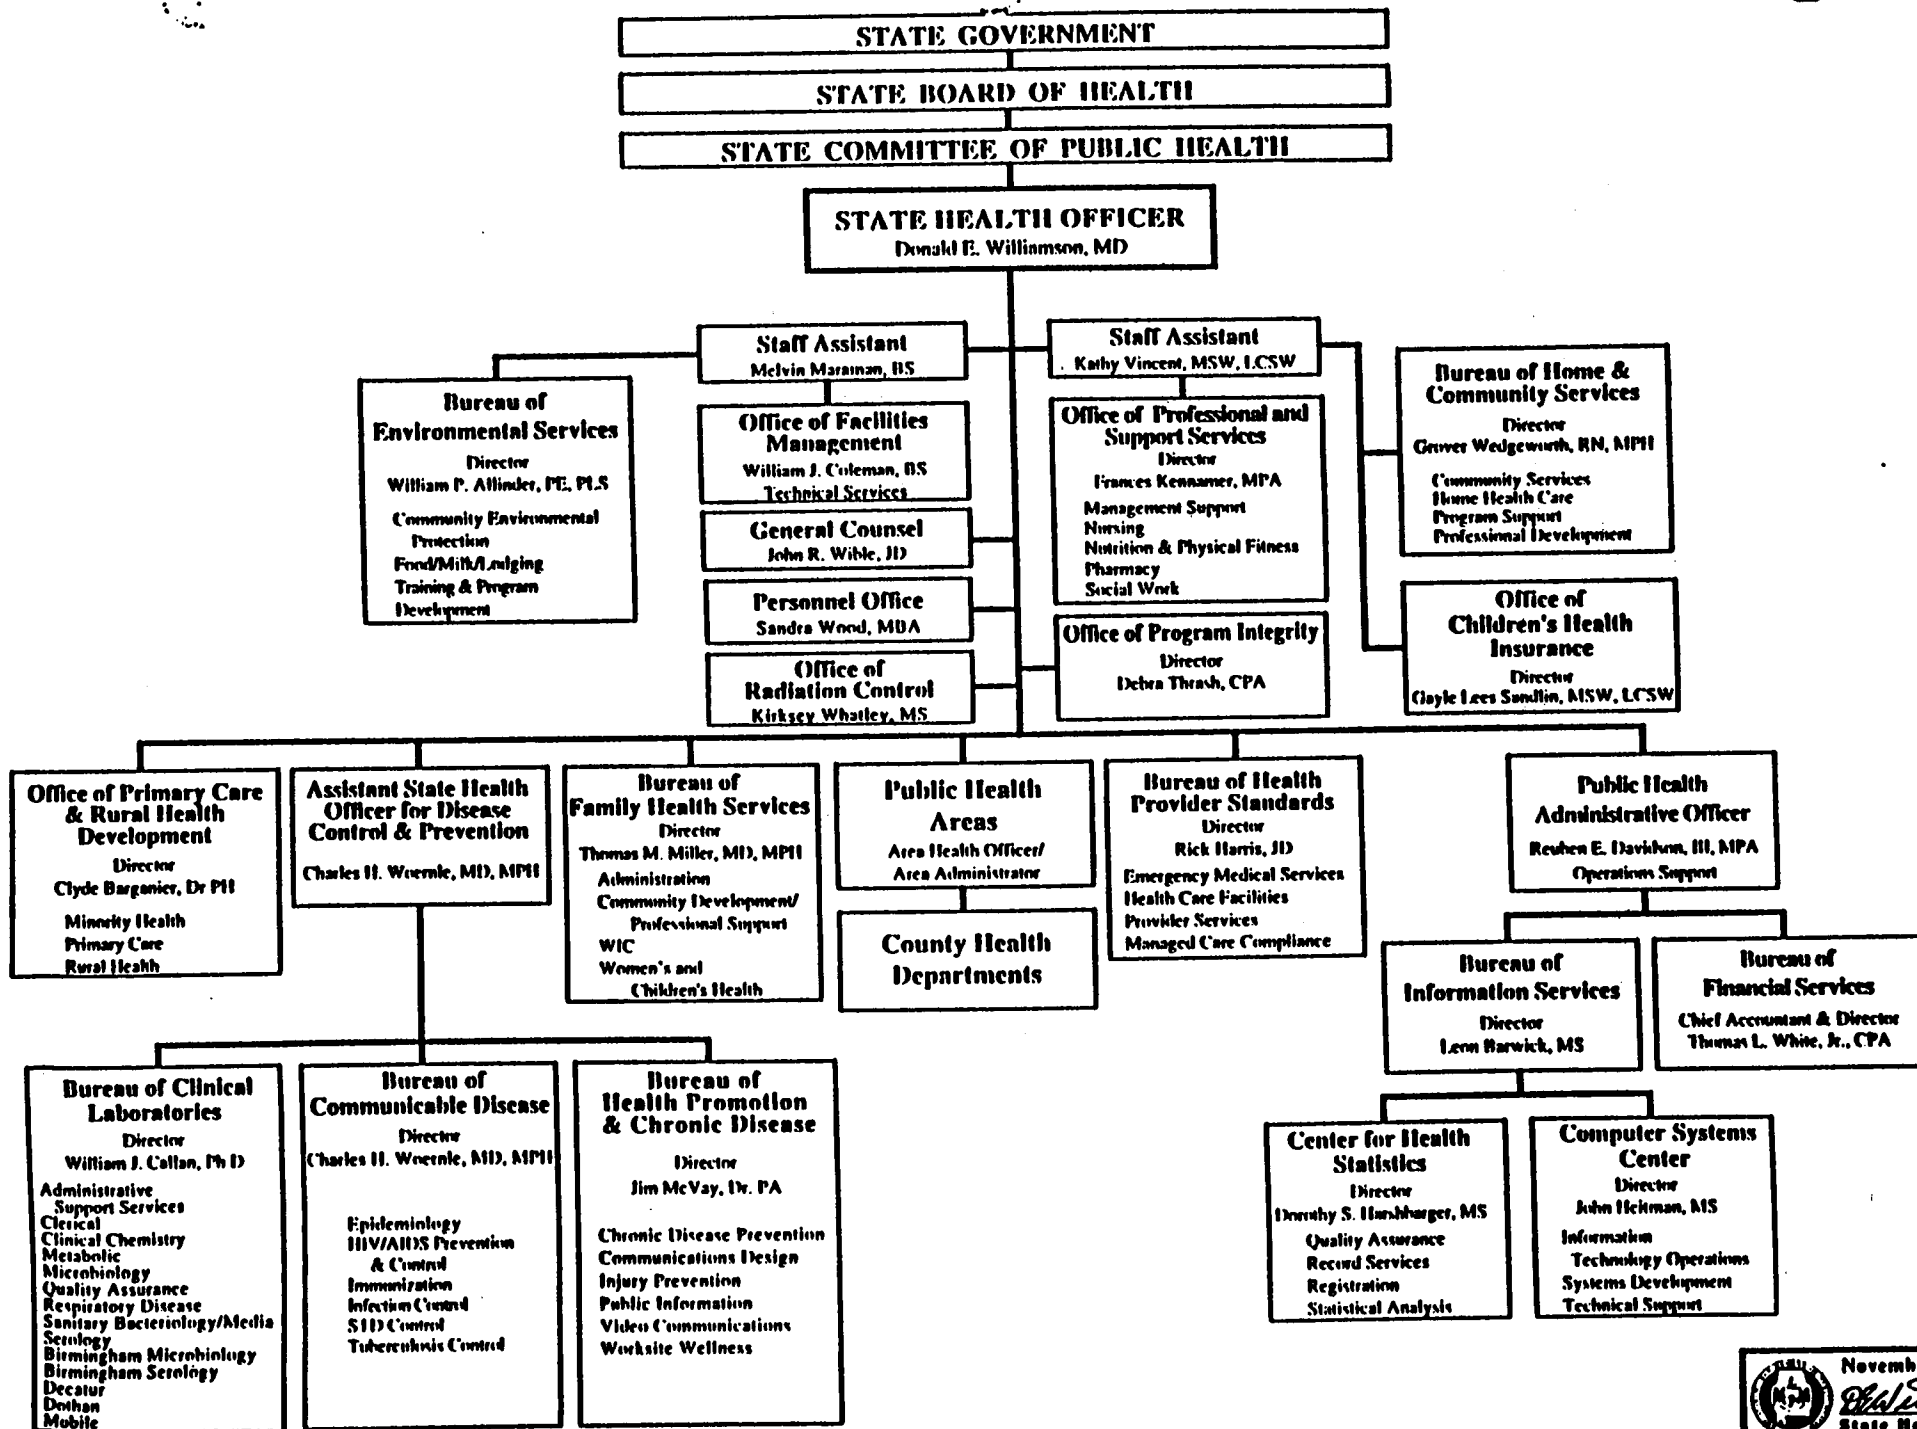 STATE GOVERNMENT
STATE BOARD OF HEALTH
STATE COMMITTEE OF PUBLIC HEALTH
STATE HEALTH OFFICER
Donald E. Williamson, MD
Staff Assistant
Melvin Maraman, BS
Staff Assistant
Kathy Vincent, MSW, LCSW
Bureau of
Environmental Services
Director
William P. Allinder, PE, PLS
Community Environmental
Protection
Food/Milk/Lodging
Training & Program
Development
Office of Facilities
Management
William J. Coleman, BS
Technical Services
General Counsel
John R. Wible, JD
Personnel Office
Sandra Wood, MBA
Office of
Radiation Control
Kirksey Whatley, MS
Office of Professional and
Support Services
Director
Frances Kennamer, MPA
Management Support
Nursing
Nutrition & Physical Fitness
Pharmacy
Social Work
Office of Program Integrity
Director
Debra Thrash, CPA
Bureau of Home &
Community Services
Director
Grover Wedgeworth, RN, MPH
Community Services
Home Health Care
Program Support
Professional Development
Office of
Children's Health
Insurance
Director
Gayle Lees Sandlin, MSW, LCSW
Office of Primary Care
& Rural Health
Development
Director
Clyde Barganier, Dr PH
Minority Health
Primary Care
Rural Health
Assistant State Health
Officer for Disease
Control & Prevention
Charles H. Woernle, MD, MPH
Bureau of
Family Health Services
Director
Thomas M. Miller, MD, MPH
Administration
Community Development/
Professional Support
WIC
Women's and
Children's Health
Public Health
Areas
Area Health Officer/
Area Administrator
County Health
Departments
Bureau of Health
Provider Standards
Director
Rick Harris, JD
Emergency Medical Services
Health Care Facilities
Provider Services
Managed Care Compliance
Public Health
Administrative Officer
Reuben E. Davidson, III, MPA
Operations Support
Bureau of
Information Services
Director
Leon Barwick, MS
Bureau of
Financial Services
Chief Accountant & Director
Thomas L. White, Jr., CPA
Bureau of Clinical
Laboratories
Director
William J. Callan, Ph D
Administrative
Support Services
Clerical
Clinical Chemistry
Metabolic
Microbiology
Quality Assurance
Respiratory Disease
Sanitary Bacteriology/Media
Serology
Birmingham Microbiology
Birmingham Serology
Decatur
Dothan
Mobile
Bureau of
Communicable Disease
Director
Charles H. Woernle, MD, MPH
Epidemiology
HIV/AIDS Prevention
& Control
Immunization
Infection Control
STD Control
Tuberculosis Control
Bureau of
Health Promotion
& Chronic Disease
Director
Jim McVay, Dr. PA
Chronic Disease Prevention
Communications Design
Injury Prevention
Public Information
Video Communications
Worksite Wellness
Center for Health
Statistics
Director
Dorothy S. Harshbarger, MS
Quality Assurance
Record Services
Registration
Statistical Analysis
Computer Systems
Center
Director
John Heitman, MS
Information
Technology Operations
Systems Development
Technical Support
Novemb
State He